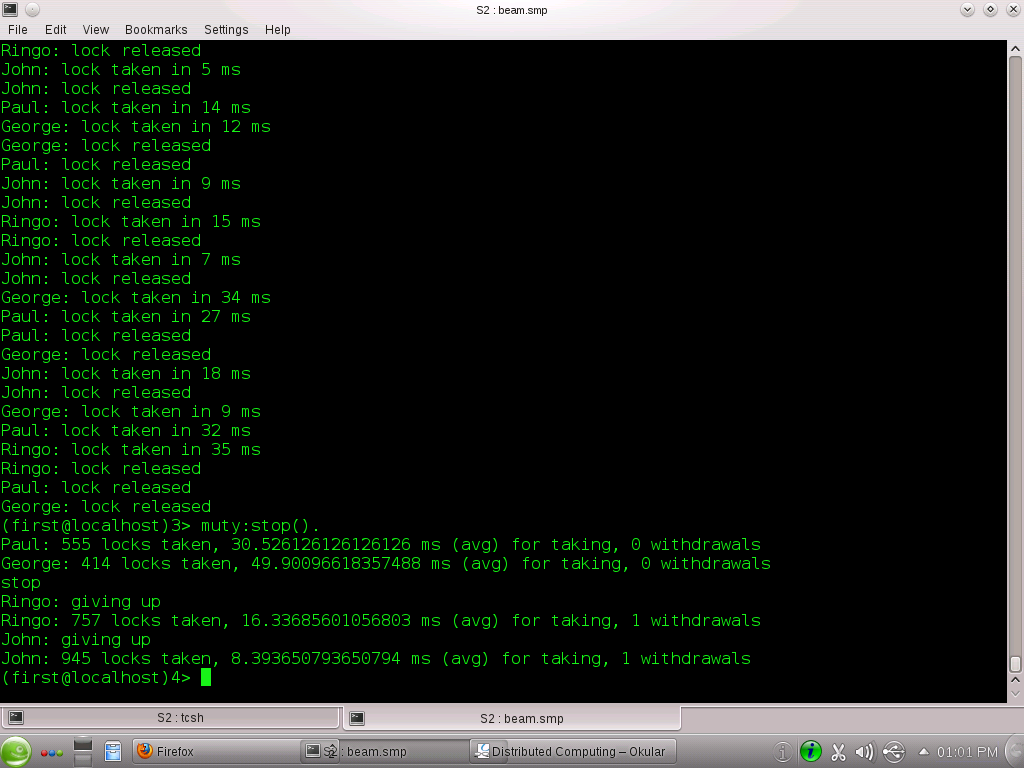 S2 : beam.smp
File Edit View Bookmarks Settings Help
Ringo: lock released
John: lock taken in 5 ms
John: lock released
Paul: lock taken in 14 ms
George: lock taken in 12 ms
George: lock released
Paul: lock released
John: lock taken in 9 ms
John: lock released
Ringo: lock taken in 15 ms
Ringo: lock released
John: lock taken in 7 ms
John: lock released
George: lock taken in 34 ms
Paul: lock taken in 27 ms
Paul: lock released
George: lock released
John: lock taken in 18 ms
John: lock released
George: lock taken in 9 ms
Paul: lock taken in 32 ms
Ringo: lock taken in 35 ms
Ringo: lock released
Paul: lock released
George: lock released
(first@localhost)3> muty:stop().
Paul: 555 locks taken, 30.526126126126126 ms (avg) for taking, 0 withdrawals
George: 414 locks taken, 49.90096618357488 ms (avg) for taking, 0 withdrawals
stop
Ringo: giving up
Ringo: 757 locks taken, 16.33685601056803 ms (avg) for taking, 1 withdrawals
John: giving up
John: 945 locks taken, 8.393650793650794 ms (avg) for taking, 1 withdrawals
(first@localhost)4>
S2 : tcsh S2 : beam.smp
Firefox S2 : beam.smp Distributed Computing – Okular 01:01 PM